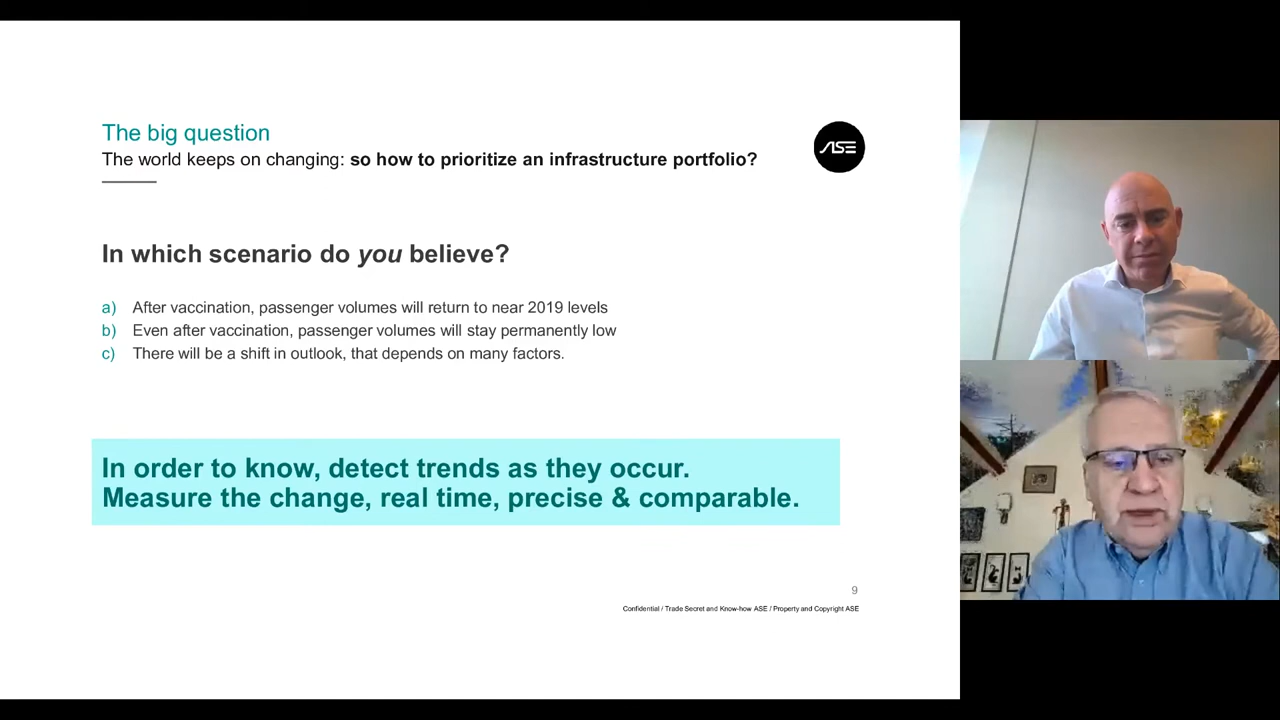 The big question
The world keeps on changing: so how to prioritize an infrastructure portfolio?
ASE
In which scenario do you believe?
a) After vaccination, passenger volumes will return to near 2019 levels
b) Even after vaccination, passenger volumes will stay permanently low
c) There will be a shift in outlook, that depends on many factors.
In order to know, detect trends as they occur.
Measure the change, real time, precise & comparable.
9
Confidential / Trade Secret and Know-how ASE / Property and Copyright ASE